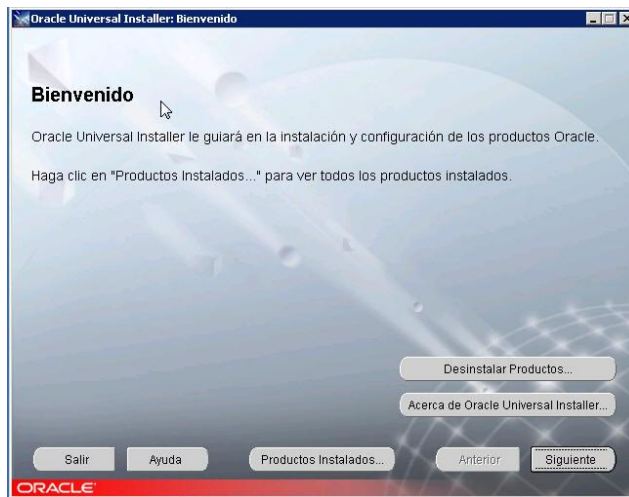 Oracle Universal Installer: Bienvenido
Bienvenido
Oracle Universal Installer le guiará en la instalación y configuración de los productos Oracle.
Haga clic en "Productos Instalados..." para ver todos los productos instalados.
Desinstalar Productos...
Acerca de Oracle Universal Installer...
Salir Ayuda Productos Instalados... Anterior Siguiente
ORACLE